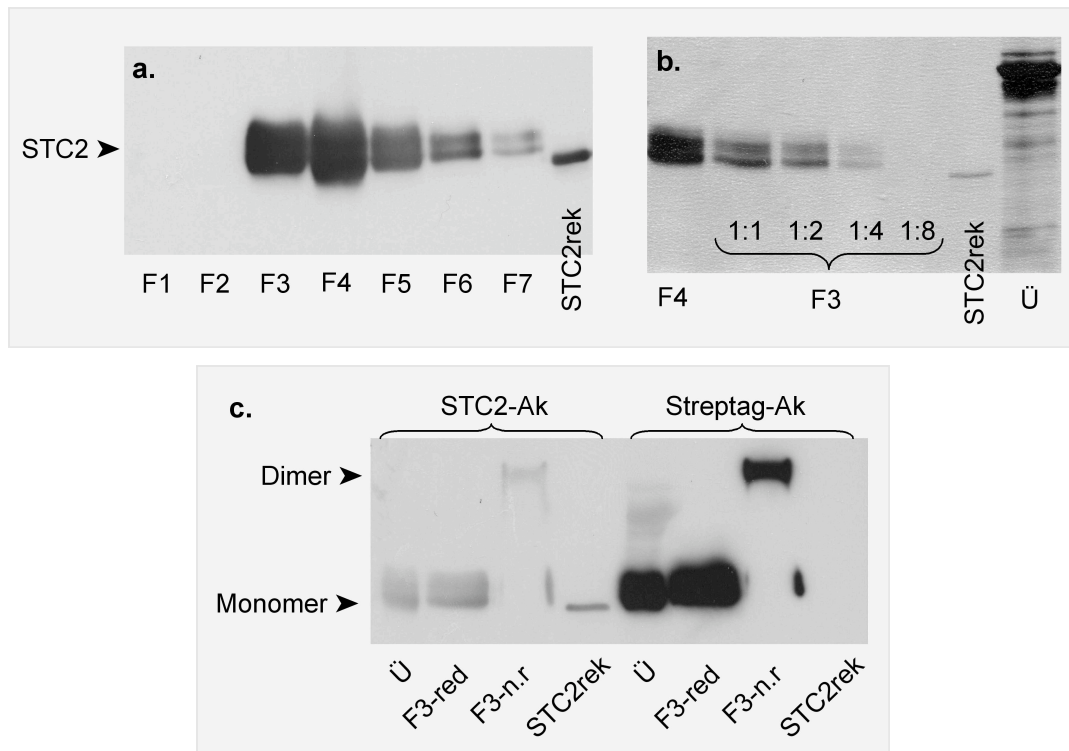 a.
STC2
F1 F2 F3 F4 F5 F6 F7 STC2rek
b.
1:1 1:2 1:4 1:8
F4 F3 STC2rek Ü
c.
STC2-Ak Streptag-Ak
Dimer
Monomer
Ü F3-red F3-n.r STC2rek Ü F3-red F3-n.r STC2rek